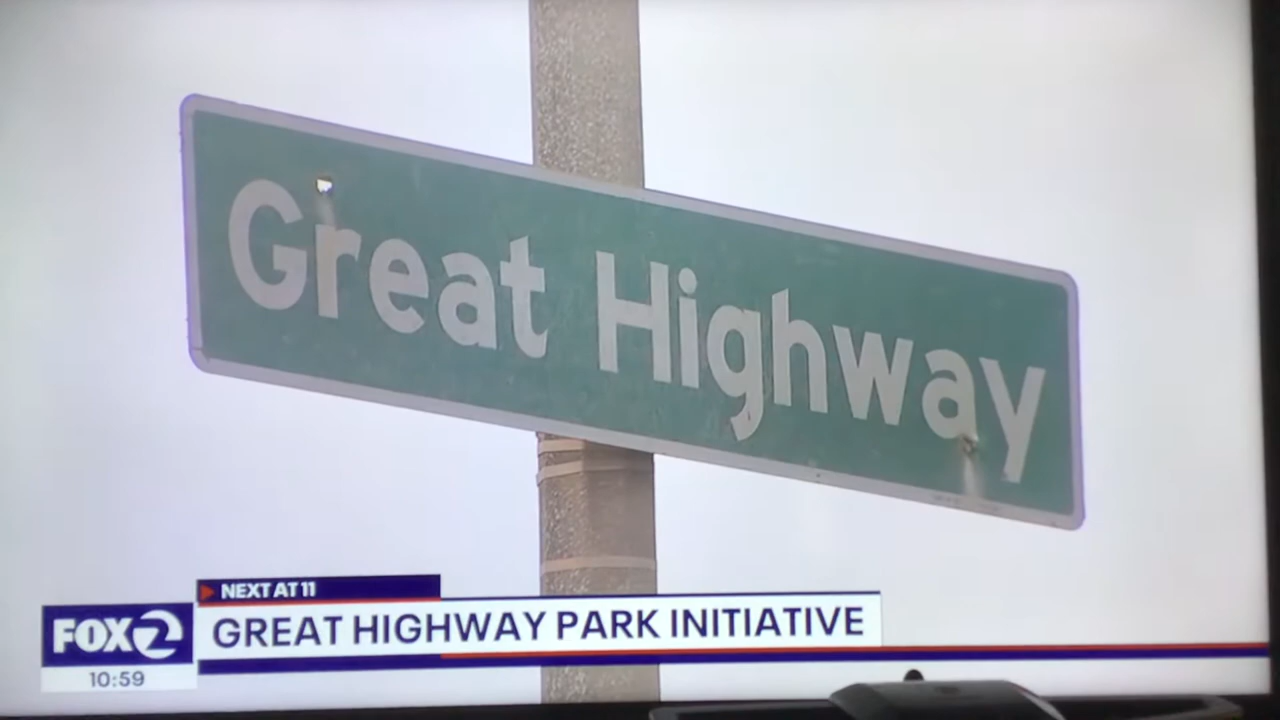 Great Highway
NEXT AT 11
GREAT HIGHWAY PARK INITIATIVE
FOX 2
10:59